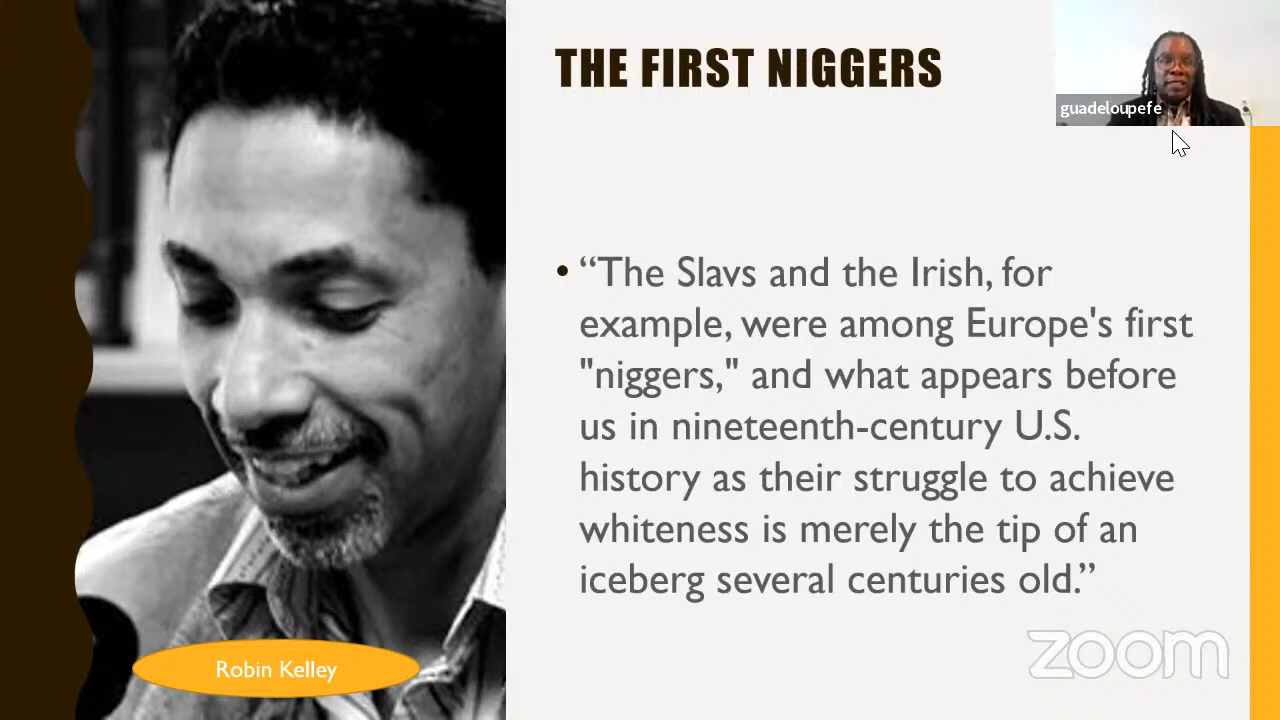 THE FIRST NIGGERS
guadeloupefe
• “The Slavs and the Irish, for
example, were among Europe's first
"niggers," and what appears before
us in nineteenth-century U.S.
history as their struggle to achieve
whiteness is merely the tip of an
iceberg several centuries old.”
Robin Kelley
zoom